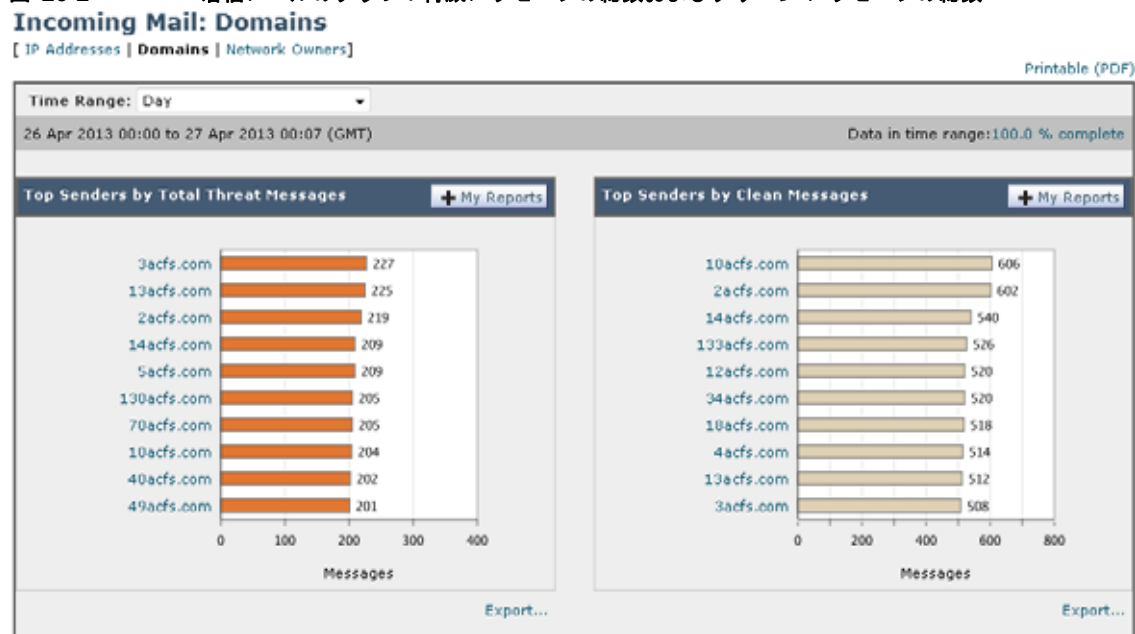 Incoming Mail: Domains
[ IP Addresses | Domains | Network Owners]
Printable (PDF)
Time Range: Day
26 Apr 2013 00:00 to 27 Apr 2013 00:07 (GMT)
Data in time range:100.0 % complete
Top Senders by Total Threat Messages
+ My Reports
3acfs.com 227
13acfs.com 225
2acfs.com 219
14acfs.com 209
5acfs.com 209
130acfs.com 205
70acfs.com 205
10acfs.com 204
40acfs.com 202
49acfs.com 201
0 100 200 300 400
Messages
Export...
Top Senders by Clean Messages
+ My Reports
10acfs.com 606
2acfs.com 602
14acfs.com 540
133acfs.com 526
12acfs.com 520
34acfs.com 520
18acfs.com 518
4acfs.com 514
13acfs.com 512
3acfs.com 508
0 200 400 600 800
Messages
Export...